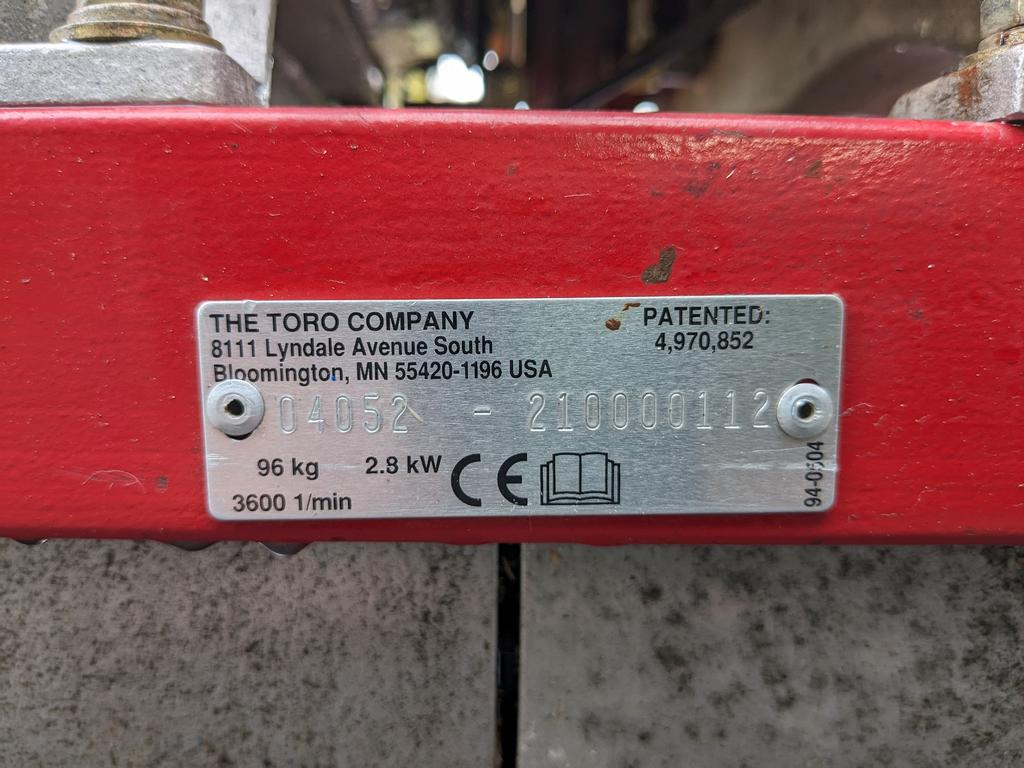 THE TORO COMPANY
8111 Lyndale Avenue South
Bloomington, MN 55420-1196 USA
PATENTED:
4,970,852
04052 - 210000112
96 kg 2.8 kW
3600 1/min
CE